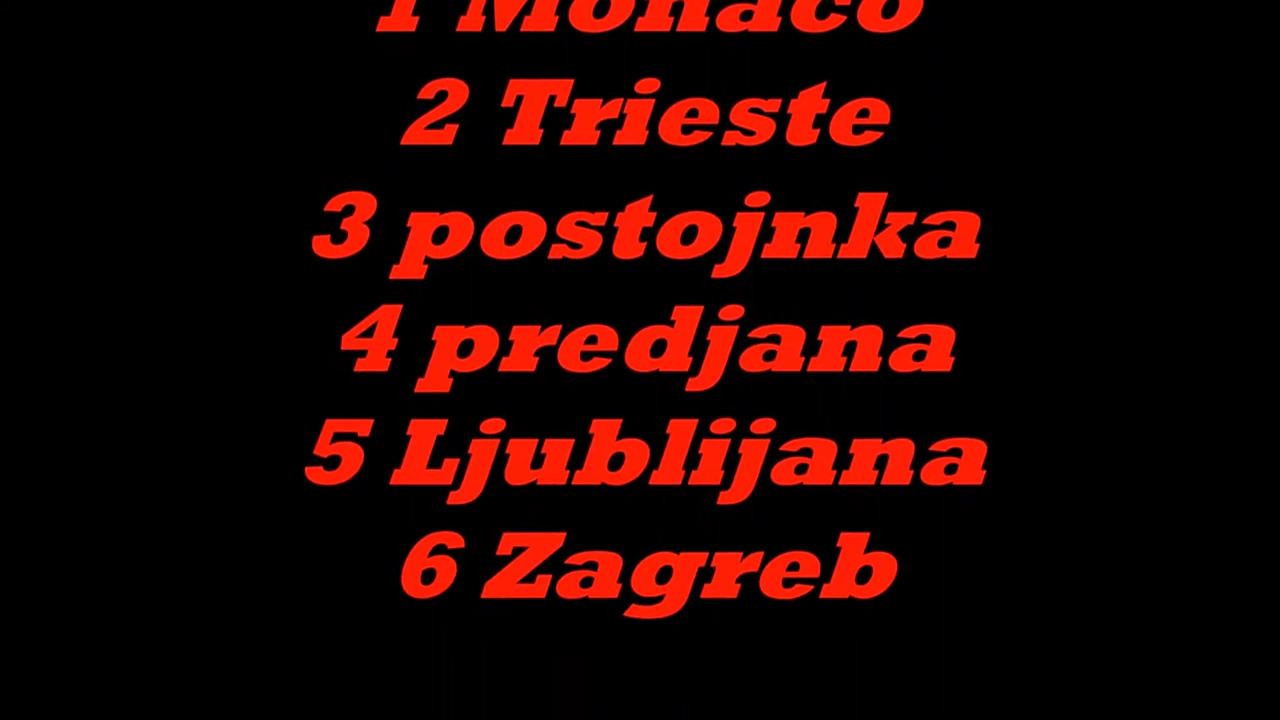 1 Monaco
2 Trieste
3 postojnka
4 predjana
5 Ljublijana
6 Zagreb